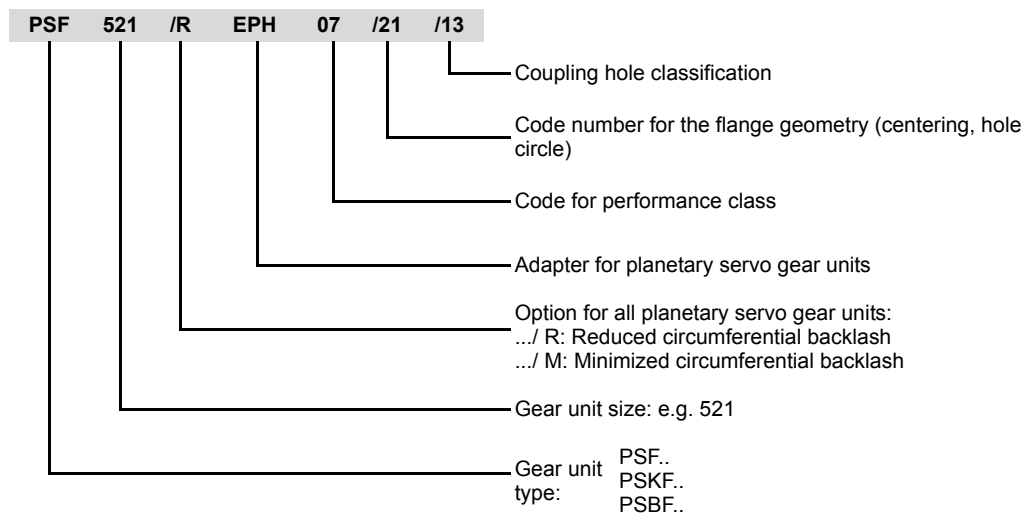 PSF 521 /R EPH 07 /21 /13
Coupling hole classification
Code number for the flange geometry (centering, hole
circle)
Code for performance class
Adapter for planetary servo gear units
Option for all planetary servo gear units:
.../ R: Reduced circumferential backlash
.../ M: Minimized circumferential backlash
Gear unit size: e.g. 521
Gear unit
type:
PSF..
PSKF..
PSBF..